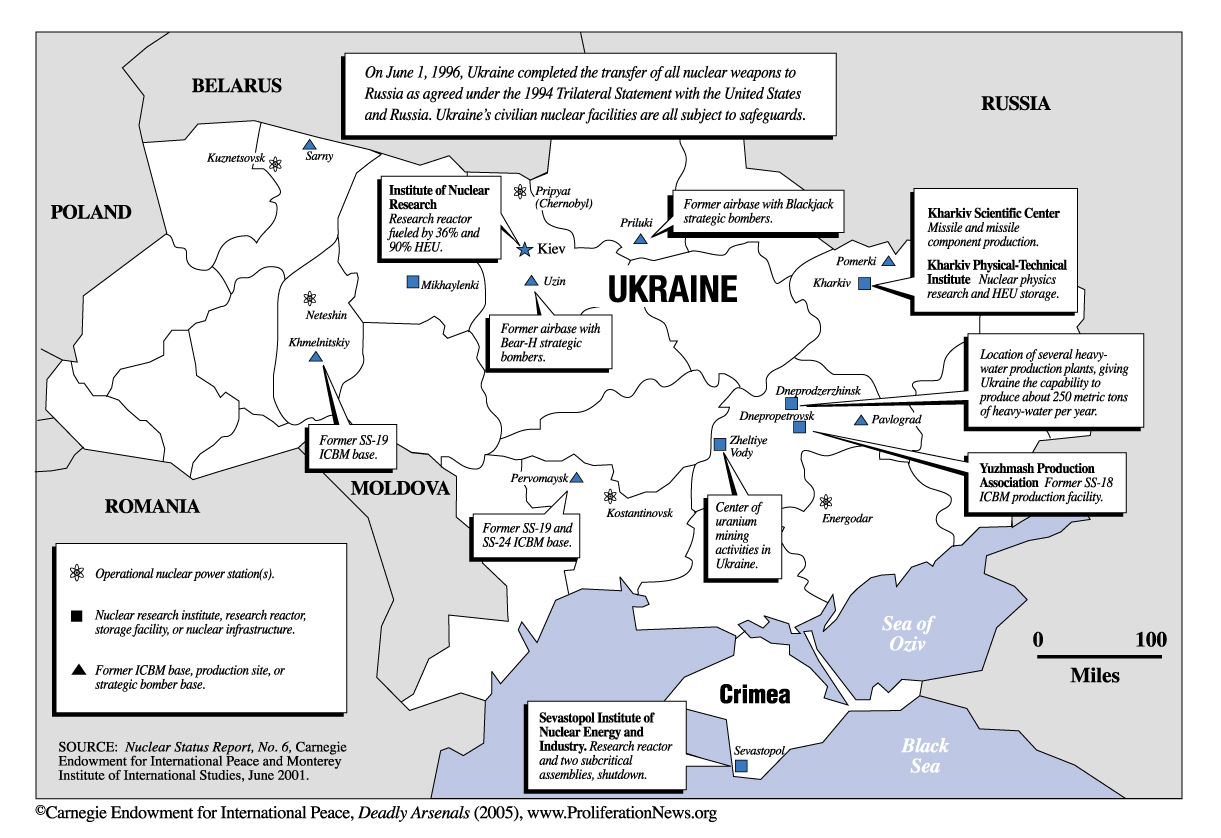 On June 1, 1996, Ukraine completed the transfer of all nuclear weapons to
Russia as agreed under the 1994 Trilateral Statement with the United States
and Russia. Ukraine's civilian nuclear facilities are all subject to safeguards.
BELARUS
RUSSIA
POLAND
Kuznetsovsk
Sarny
Institute of Nuclear
Research
Research reactor
fueled by 36% and
90% HEU.
Pripyat
(Chernobyl)
Kiev
Priluki
Former airbase with Blackjack
strategic bombers.
Kharkiv Scientific Center
Missile and missile
component production.
Kharkiv Physical-Technical
Institute Nuclear physics
research and HEU storage.
Pomerki
Kharkiv
Mikhaylenki
Uzin
UKRAINE
Neteshin
Khmelnitskiy
Former airbase with
Bear-H strategic
bombers.
Location of several heavy-
water production plants, giving
Ukraine the capability to
produce about 250 metric tons
of heavy-water per year.
Dneprodzerzhinsk
Dnepropetrovsk
Pavlograd
Former SS-19
ICBM base.
Zheltiye
Vody
Yuzhmash Production
Association Former SS-18
ICBM production facility.
MOLDOVA
ROMANIA
Pervomaysk
Kostantinovsk
Former SS-19 and
SS-24 ICBM base.
Center of
uranium
mining
activities in
Ukraine.
Energodar
Operational nuclear power station(s).
Nuclear research institute, research reactor,
storage facility, or nuclear infrastructure.
Former ICBM base, production site, or
strategic bomber base.
Sea of
Oziv
0 100
Miles
Crimea
Sevastopol Institute of
Nuclear Energy and
Industry. Research reactor
and two subcritical
assemblies, shutdown.
Sevastopol
Black
Sea
SOURCE: Nuclear Status Report, No. 6, Carnegie
Endowment for International Peace and Monterey
Institute of International Studies, June 2001.
©Carnegie Endowment for International Peace, Deadly Arsenals (2005), www.ProliferationNews.org